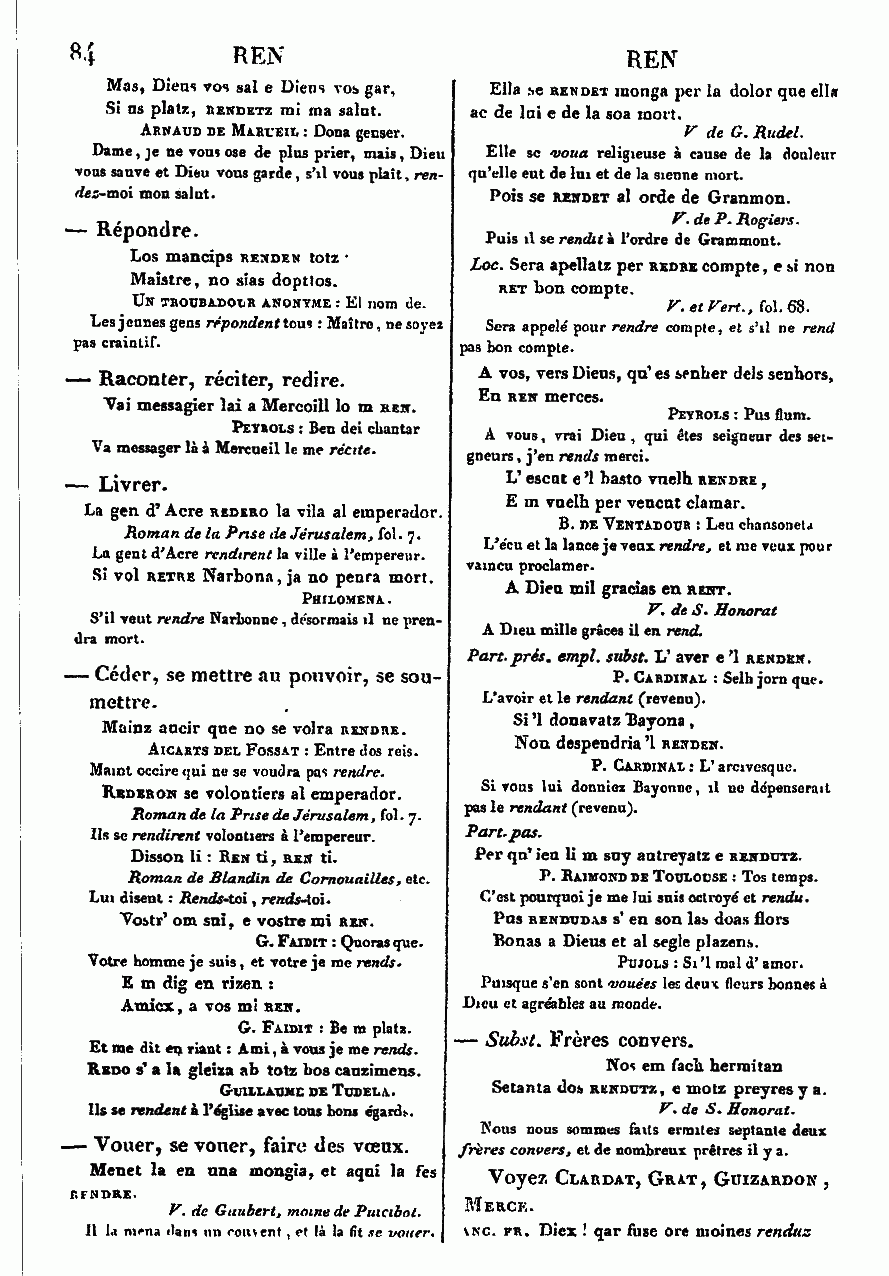 84 REN
Mas, Dieus vos sal e Dieus vos gar,
Si us platz, RENDETZ mi ma salut.
ARNAUD DE MARUEIL : Dona genser.
Dame, je ne vous ose de plus prier, mais, Dieu
vous sauve et Dieu vous garde, s'il vous plaît, ren-
dez-moi mon salut.
— Répondre.
Los mancips RENDEN totz
Maistre, no sias doptios.
UN TROUBADOUR ANONYME : El nom de.
Les jeunes gens répondent tous : Maître, ne soyez
pas craintif.
— Raconter, réciter, redire.
Vai messagier lai a Mercoill lo m REN.
PEYROLS : Ben dei chantar
Va messager là à Mercueil le me récite.
— Livrer.
La gen d'Acre REDERO la vila al emperador.
Roman de la Prise de Jérusalem, fol. 7.
La gent d'Acre rendirent la ville à l'empereur.
Si vol RETRE Narbona, ja no penra mort.
PHILOMENA.
S'il veut rendre Narbonne, désormais il ne pren-
dra mort.
— Céder, se mettre au pouvoir, se sou-
mettre.
Mainz aucir que no se volra RENDRE.
AICARTS DEL FOSSAT : Entre dos reis.
Maint occire qui ne se voudra pas rendre.
REDERON se volontiers al emperador.
Roman de la Prise de Jérusalem, fol. 7.
Ils se rendirent volontiers à l'empereur.
Disson li : REN ti, REN ti.
Roman de Blandin de Cornouailles, etc.
Lui disent : Rends-toi, rends-toi.
Vostr' om sui, e vostre mi REN.
G. FAIDIT : Quoras que.
Votre homme je suis, et votre je me rends.
E m dig en rizen :
Amicx, a vos mi REN.
G. FAIDIT : Be m platz.
Et me dit en riant : Ami, à vous je me rends.
REDO s' a la gleiza ab totz bos cauzimens.
GUILLAUME DE TUDELA.
Ils se rendent à l'église avec tous bons égards.
— Vouer, se vouer, faire des vœux.
Menet la en una mongia, et aqui la fes
RENDRE.
V. de Gaubert, moine de Puicibot.
Il la mena dans un couvent, et là la fit se vouer.
REN
Ella se RENDET monga per la dolor que ella
ac de lui e de la soa mort.
V de G. Rudel.
Elle se voua religieuse à cause de la douleur
qu'elle eut de lui et de la sienne mort.
Pois se RENDET al orde de Granmon.
V. de P. Rogiers.
Puis il se rendit à l'ordre de Grammont.
Loc. Sera apellatz per REDRE compte, e si non
RET bon compte.
V. et Vert., fol. 68.
Sera appelé pour rendre compte, et s'il ne rend
pas bon compte.
A vos, vers Dieus, qu' es senher dels senhors,
En REN merces.
PEYROLS : Pus flum.
A vous, vrai Dieu, qui êtes seigneur des sei-
gneurs, j'en rends merci.
L' escut e 'l basto vuelh RENDRE,
E m vuelh per vencut clamar.
B. DE VENTADOUR : Leu chansoneta
L'écu et la lance je veux rendre, et me veux pour
vaincu proclamer.
A Dieu mil gracias en RENT.
V. de S. Honorat
A Dieu mille grâces il en rend.
Part. prés. empl. subst. L' aver e 'l RENDEN.
P. CARDINAL : Selh jorn que.
L'avoir et le rendant (revenu).
Si 'l donavatz Bayona,
Non despendria 'l RENDEN.
P. CARDINAL : L' arcivesque.
Si vous lui donniez Bayonne, il ne dépenserait
pas le rendant (revenu).
Part. pas.
Per qu' ieu li m suy autreyatz e RENDUTZ.
P. RAIMOND DE TOULOUSE : Tos temps.
C'est pourquoi je me lui suis octroyé et rendu.
Pus RENDUDAS s' en son las doas flors
Bonas a Dieus et al segle plazens.
PUJOLS : Si 'l mal d' amor.
Puisque s'en sont vouées les deux fleurs bonnes à
Dieu et agréables au monde.
— Subst. Frères convers.
Nos em fach hermitan
Setanta dos RENDUTZ, e motz preyres y a.
V. de S. Honorat.
Nous nous sommes faits ermites septante deux
frères convers, et de nombreux prêtres il y a.
Voyez CLARDAT, GRAT, GUIZARDON,
MERCE.
ANC. FR. Diex ! qar fuse ore moines renduz